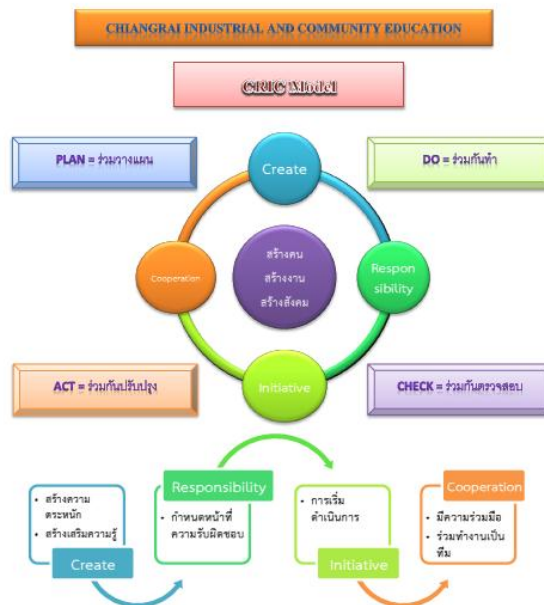 CHIANGRAI INDUSTRIAL AND COMMUNITY EDUCATION
CRIC Model
PLAN = ร่วมวางแผน
DO = ร่วมกันทำ
Create
Cooperation
สร้างคน
สร้างงาน
สร้างสังคม
Respon
sibility
Initiative
ACT = ร่วมกันปรับปรุง
CHECK = ร่วมกันตรวจสอบ
• สร้างความ
ตระหนัก
• สร้างเสริมความรู้
Create
Responsibility
• กำหนดหน้าที่
ความรับผิดชอบ
• การเริ่ม
ดำเนินการ
Initiative
Cooperation
• มีความร่วมมือ
• ร่วมทำงานเป็น
ทีม